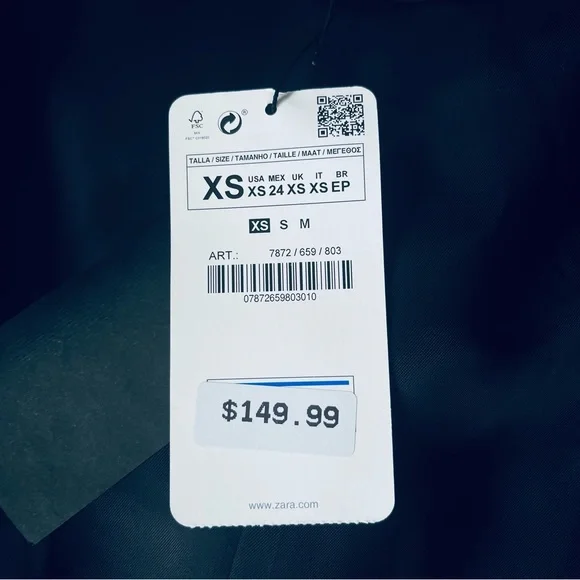 FSC
MIX
TALLA / SIZE / TAMANHO / TAILLE / MAAT / ΜΕΓΕΘΟΣ
XS
USA MEX UK IT BR
XS 24 XS XS EP
XS S M
ART.: 7872 / 659 / 803
07872659803010
$149.99
www.zara.com